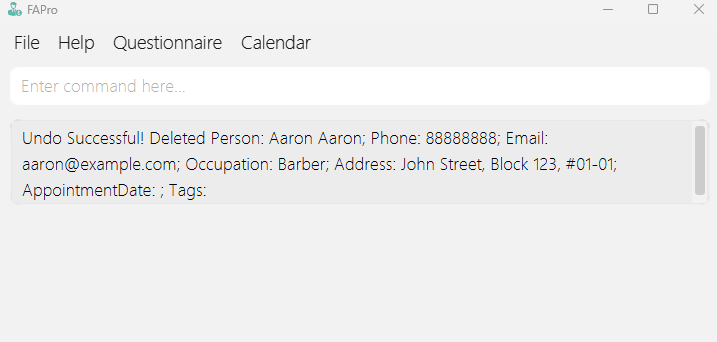 FAPro
File Help Questionnaire Calendar
Enter command here...
Undo Successful! Deleted Person: Aaron Aaron; Phone: 88888888; Email:
aaron@example.com; Occupation: Barber; Address: John Street, Block 123, #01-01;
AppointmentDate: ; Tags: